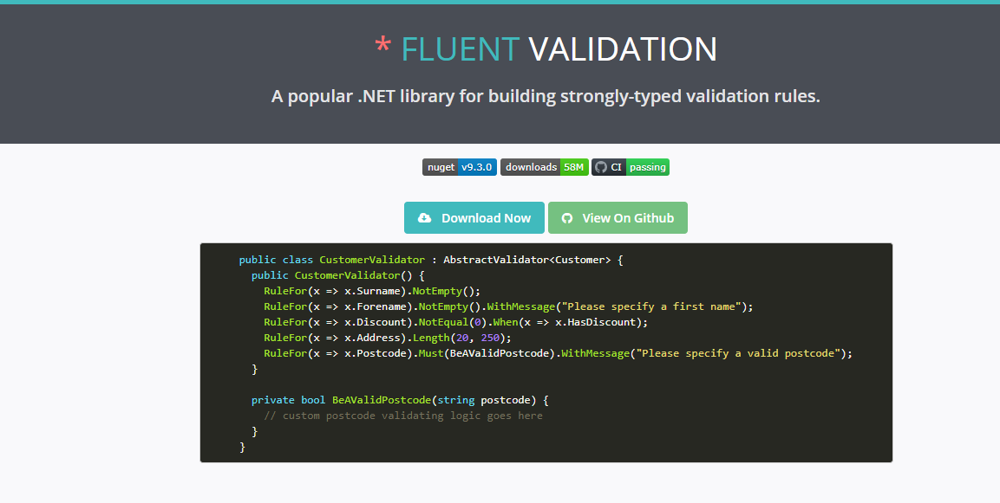 * FLUENT VALIDATION
A popular .NET library for building strongly-typed validation rules.
nuget v9.3.0 downloads 58M CI passing
Download Now View On Github
public class CustomerValidator : AbstractValidator<Customer> {
  public CustomerValidator() {
    RuleFor(x => x.Surname).NotEmpty();
    RuleFor(x => x.Forename).NotEmpty().WithMessage("Please specify a first name");
    RuleFor(x => x.Discount).NotEqual(0).When(x => x.HasDiscount);
    RuleFor(x => x.Address).Length(20, 250);
    RuleFor(x => x.Postcode).Must(BeAValidPostcode).WithMessage("Please specify a valid postcode");
  }
  private bool BeAValidPostcode(string postcode) {
    // custom postcode validating logic goes here
  }
}